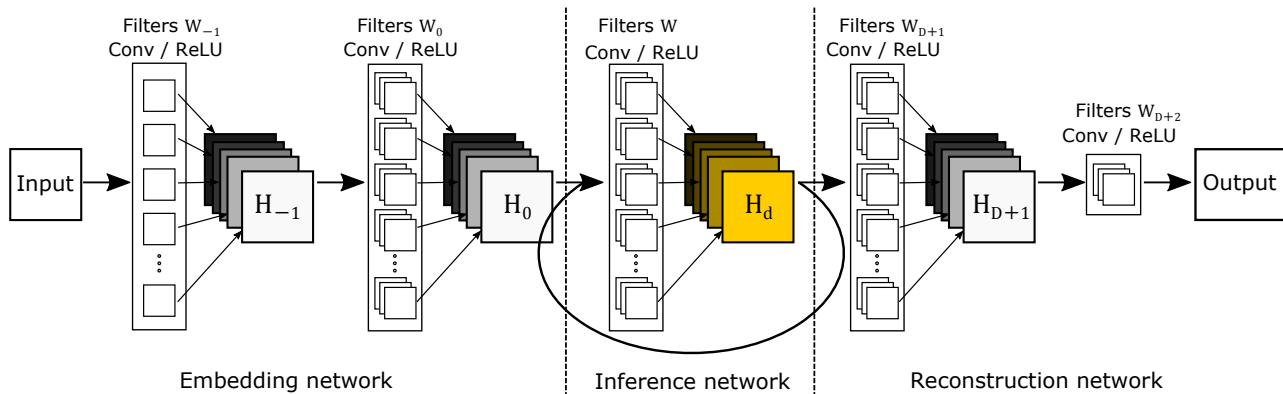 Filters W₋₁
Conv / ReLU
Filters W₀
Conv / ReLU
Filters W
Conv / ReLU
Filters W_D+1
Conv / ReLU
Filters W_D+2
Conv / ReLU
Input
H₋₁
H₀
H_d
H_D+1
Output
Embedding network
Inference network
Reconstruction network